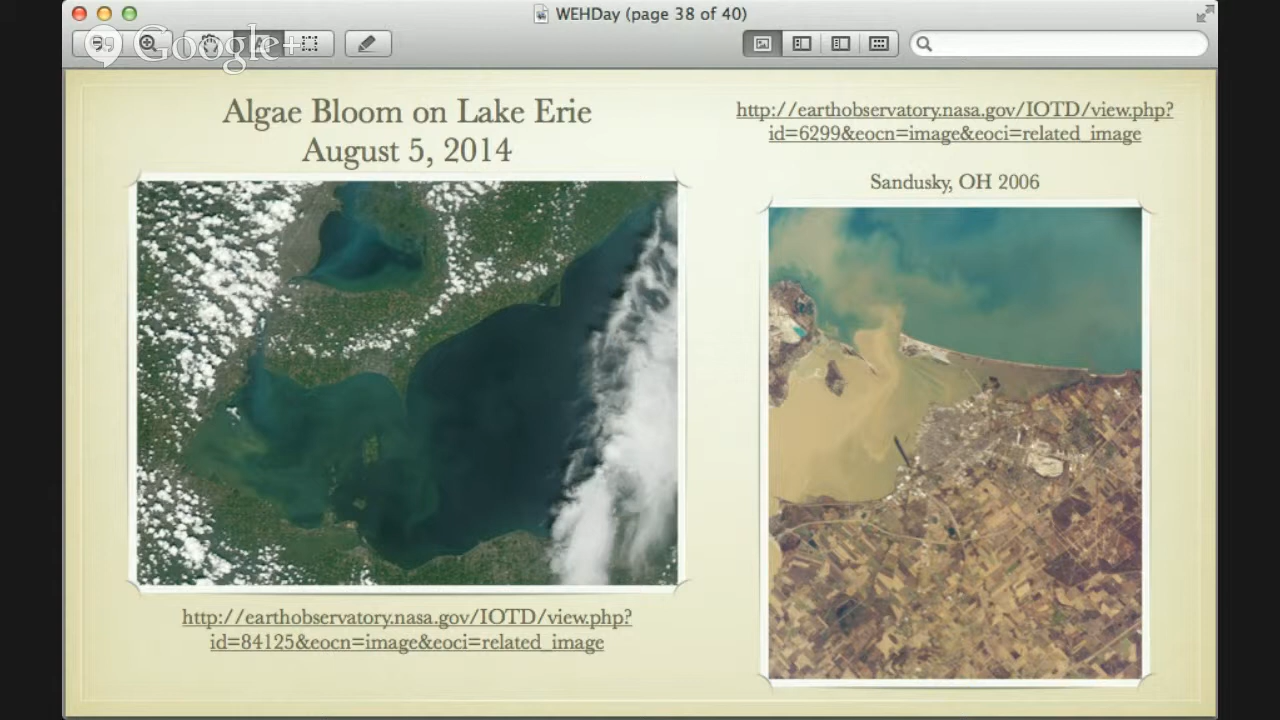 WEHDay (page 38 of 40)
Google+
Algae Bloom on Lake Erie
August 5, 2014
http://earthobservatory.nasa.gov/IOTD/view.php?
id=84125&eocn=image&eoci=related_image
http://earthobservatory.nasa.gov/IOTD/view.php?
id=6299&eocn=image&eoci=related_image
Sandusky, OH 2006